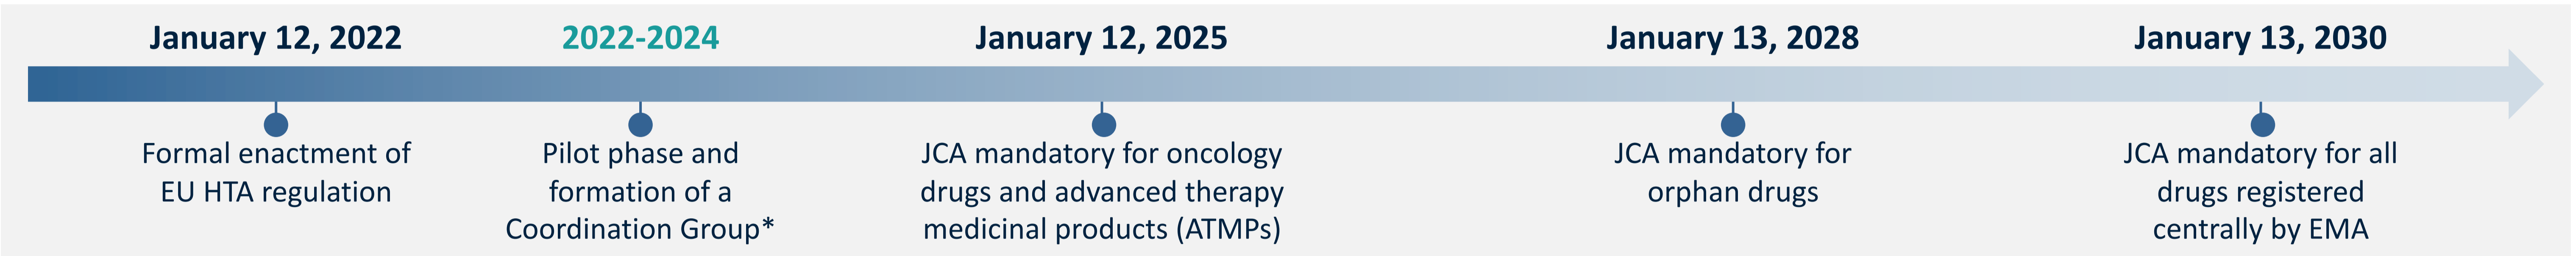 January 12, 2022
2022-2024
January 12, 2025
January 13, 2028
January 13, 2030
Formal enactment of
EU HTA regulation
Pilot phase and
formation of a
Coordination Group*
JCA mandatory for oncology
drugs and advanced therapy
medicinal products (ATMPs)
JCA mandatory for
orphan drugs
JCA mandatory for all
drugs registered
centrally by EMA